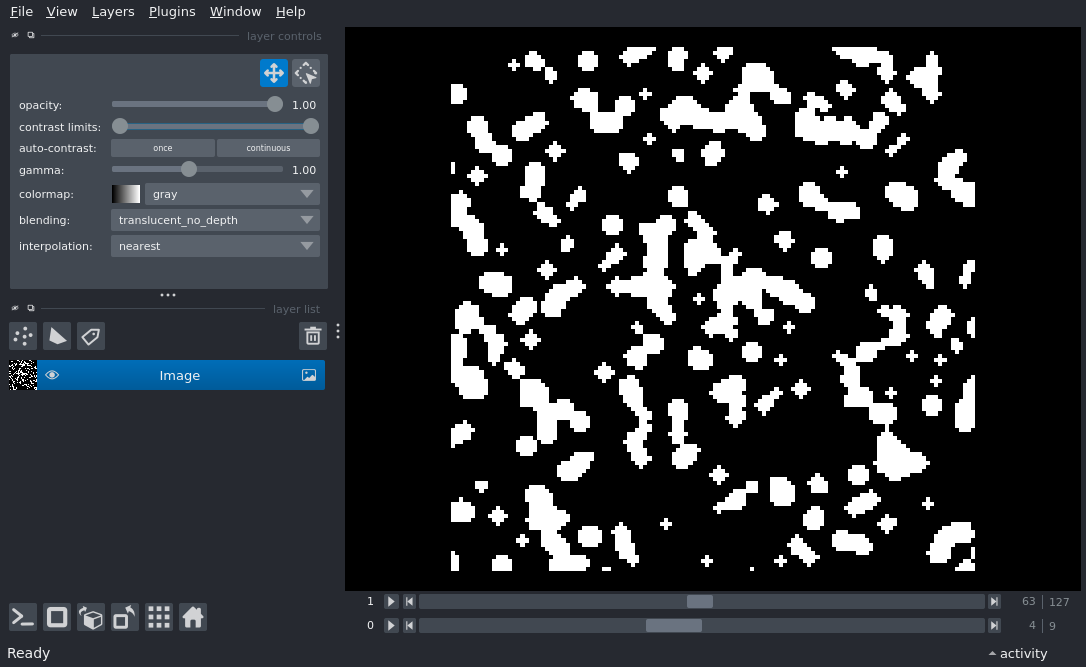 File View Layers Plugins Window Help
layer controls
opacity: 1.00
contrast limits:
auto-contrast: once continuous
gamma: 1.00
colormap: gray
blending: translucent_no_depth
interpolation: nearest
layer list
Image
1 63 127
0 4 9
Ready activity